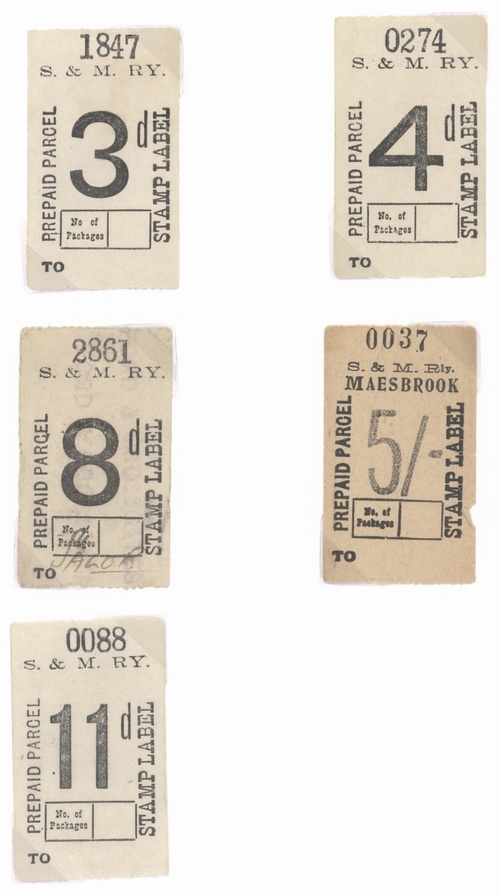 1847
S. & M. RY.
PREPAID PARCEL
3d
STAMP LABEL
No. of
Packages
TO
0274
S. & M. RY.
PREPAID PARCEL
4d
STAMP LABEL
No. of
Packages
TO
2861
S. & M. RY.
PREPAID PARCEL
8d
STAMP LABEL
No. of
Packages
TO
0037
S. & M. Rly.
MAESBROOK
PREPAID PARCEL
5/-
STAMP LABEL
No. of
Packages
TO
0088
S. & M. RY.
PREPAID PARCEL
11d
STAMP LABEL
No. of
Packages
TO